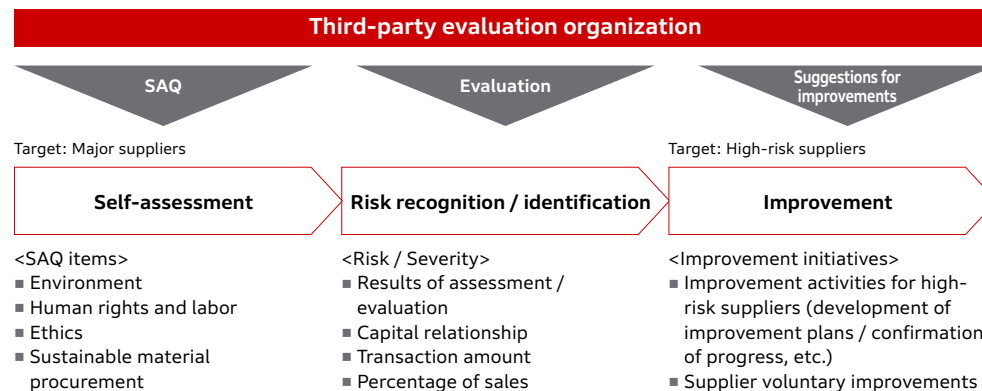 Third-party evaluation organization
SAQ
Evaluation
Suggestions for
improvements
Target: Major suppliers
Target: High-risk suppliers
Self-assessment
Risk recognition / identification
Improvement
<SAQ items>
■ Environment
■ Human rights and labor
■ Ethics
■ Sustainable material
procurement
<Risk / Severity>
■ Results of assessment /
evaluation
■ Capital relationship
■ Transaction amount
■ Percentage of sales
<Improvement initiatives>
■ Improvement activities for high-
risk suppliers (development of
improvement plans / confirmation
of progress, etc.)
■ Supplier voluntary improvements